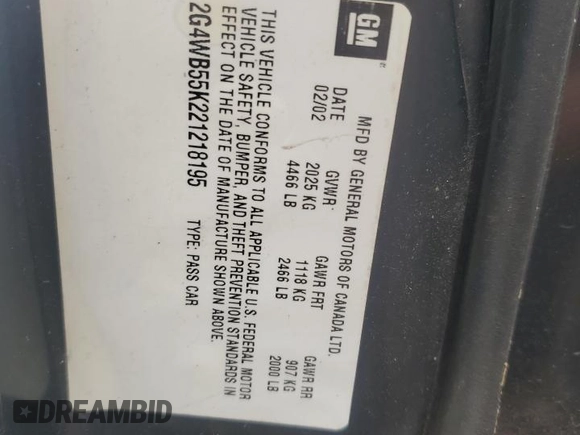 GM
MFD BY GENERAL MOTORS OF CANADA LTD.
DATE GVWR GAWR FRT GAWR RR
02/02 2025 KG 1118 KG 907 KG
4466 LB 2466 LB 2000 LB
THIS VEHICLE CONFORMS TO ALL APPLICABLE U.S. FEDERAL MOTOR
VEHICLE SAFETY, BUMPER, AND THEFT PREVENTION STANDARDS IN
EFFECT ON THE DATE OF MANUFACTURE SHOWN ABOVE.
2G4WB55K221218195 TYPE: PASS CAR
DREAMBID